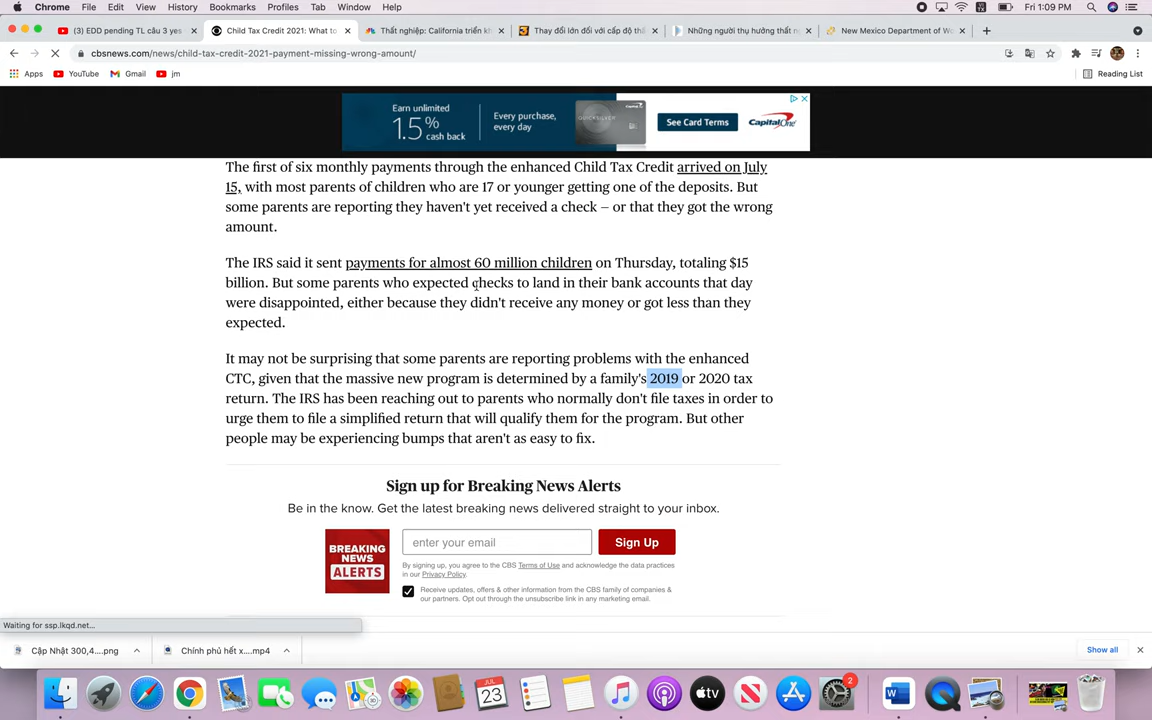 Chrome File Edit View History Bookmarks Profiles Tab Window Help Fri 1:09 PM
(3) EDD pending TL câu 3 yes
Child Tax Credit 2021: What to
Thất nghiệp: California triển kh
Thay đổi lớn đối với cấp độ thấ
Những người thụ hưởng thất n
New Mexico Department of Wo
cbsnews.com/news/child-tax-credit-2021-payment-missing-wrong-amount/
Apps YouTube Gmail jm Reading List
Earn unlimited
1.5% cash back
Every purchase,
every day
QUICKSILVER
See Card Terms
Capital One
The first of six monthly payments through the enhanced Child Tax Credit arrived on July
15, with most parents of children who are 17 or younger getting one of the deposits. But
some parents are reporting they haven't yet received a check — or that they got the wrong
amount.
The IRS said it sent payments for almost 60 million children on Thursday, totaling $15
billion. But some parents who expected checks to land in their bank accounts that day
were disappointed, either because they didn't receive any money or got less than they
expected.
It may not be surprising that some parents are reporting problems with the enhanced
CTC, given that the massive new program is determined by a family's 2019 or 2020 tax
return. The IRS has been reaching out to parents who normally don't file taxes in order to
urge them to file a simplified return that will qualify them for the program. But other
people may be experiencing bumps that aren't as easy to fix.
Sign up for Breaking News Alerts
Be in the know. Get the latest breaking news delivered straight to your inbox.
BREAKING
NEWS
ALERTS
enter your email
Sign Up
By signing up, you agree to the CBS Terms of Use and acknowledge the data practices
in our Privacy Policy.
Receive updates, offers & other information from the CBS family of companies &
our partners. Opt out through the unsubscribe link in any marketing email.
Waiting for ssp.lkqd.net...
Cập Nhật 300,4....png
Chính phủ hết x....mp4
Show all
JUL
23
tv
2
W